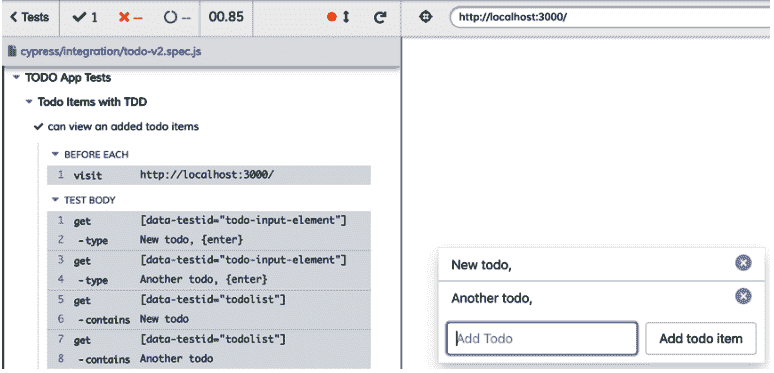 Tests 1 -- -- 00.85
http://localhost:3000/
cypress/integration/todo-v2.spec.js
TODO App Tests
Todo Items with TDD
can view an added todo items
BEFORE EACH
1 visit http://localhost:3000/
TEST BODY
1 get [data-testid="todo-input-element"]
2 -type New todo, {enter}
3 get [data-testid="todo-input-element"]
4 -type Another todo, {enter}
5 get [data-testid="todolist"]
6 -contains New todo
7 get [data-testid="todolist"]
8 -contains Another todo
New todo,
Another todo,
Add Todo
Add todo item